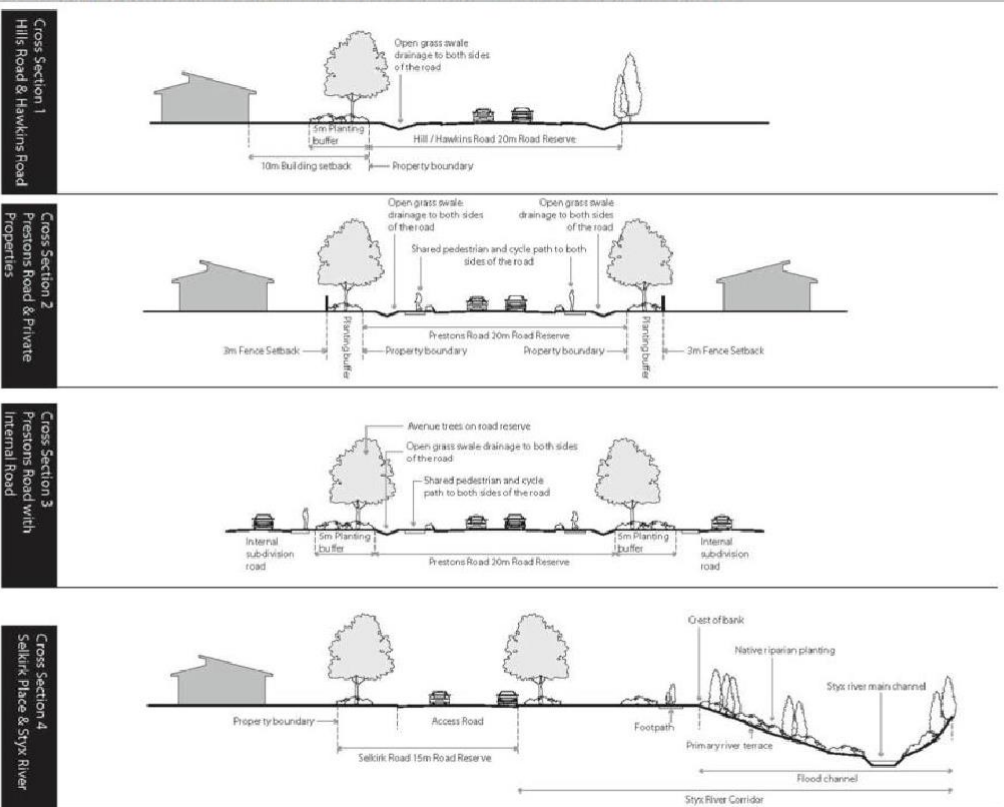 Cross Section 1
Hills Road & Hawkins Road
Open grass swale
drainage to both sides
of the road
5m Planting
buffer
Hill / Hawkins Road 20m Road Reserve
10m Building setback
Property boundary
Cross Section 2
Prestons Road & Private
Properties
Open grass swale
drainage to both sides
of the road
Open grass swale
drainage to both sides
of the road
Shared pedestrian and cycle path to both
sides of the road
Planting buffer
Planting buffer
Prestons Road 20m Road Reserve
3m Fence Setback
Property boundary
Property boundary
3m Fence Setback
Cross Section 3
Prestons Road with
Internal Road
Avenue trees on road reserve
Open grass swale drainage to both sides
of the road
Shared pedestrian and cycle
path to both sides of the road
Internal
subdivision
road
5m Planting
buffer
Prestons Road 20m Road Reserve
5m Planting
buffer
Internal
subdivision
road
Cross Section 4
Selkirk Place & Styx River
Crest of bank
Native riparian planting
Styx river main channel
Property boundary
Access Road
Footpath
Primary river terrace
Selkirk Road 15m Road Reserve
Flood channel
Styx River Corridor